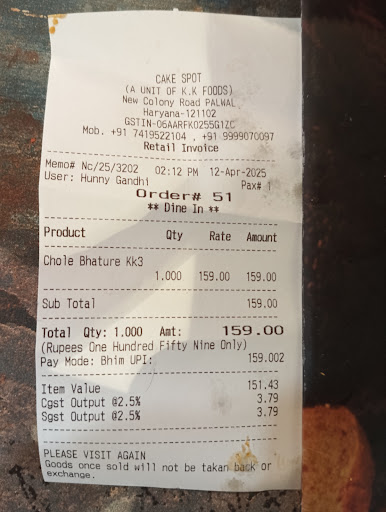 CAKE SPOT
(A UNIT OF K.K FOODS)
New Colony Road PALWAL
Haryana-121102
GSTIN-06AARFK0255G1ZC
Mob. +91 7419522104 , +91 9999070097
Retail Invoice
Memo# Nc/25/3202 02:12 PM 12-Apr-2025
User: Hunny Gandhi Pax# 1
Order# 51
** Dine In **
Product Qty Rate Amount
Chole Bhature Kk3
1.000 159.00 159.00
Sub Total 159.00
Total Qty: 1.000 Amt: 159.00
(Rupees One Hundred Fifty Nine Only)
Pay Mode: Bhim UPI: 159.002
Item Value 151.43
Cgst Output @2.5% 3.79
Sgst Output @2.5% 3.79
PLEASE VISIT AGAIN
Goods once sold will not be takan back or
exchange.